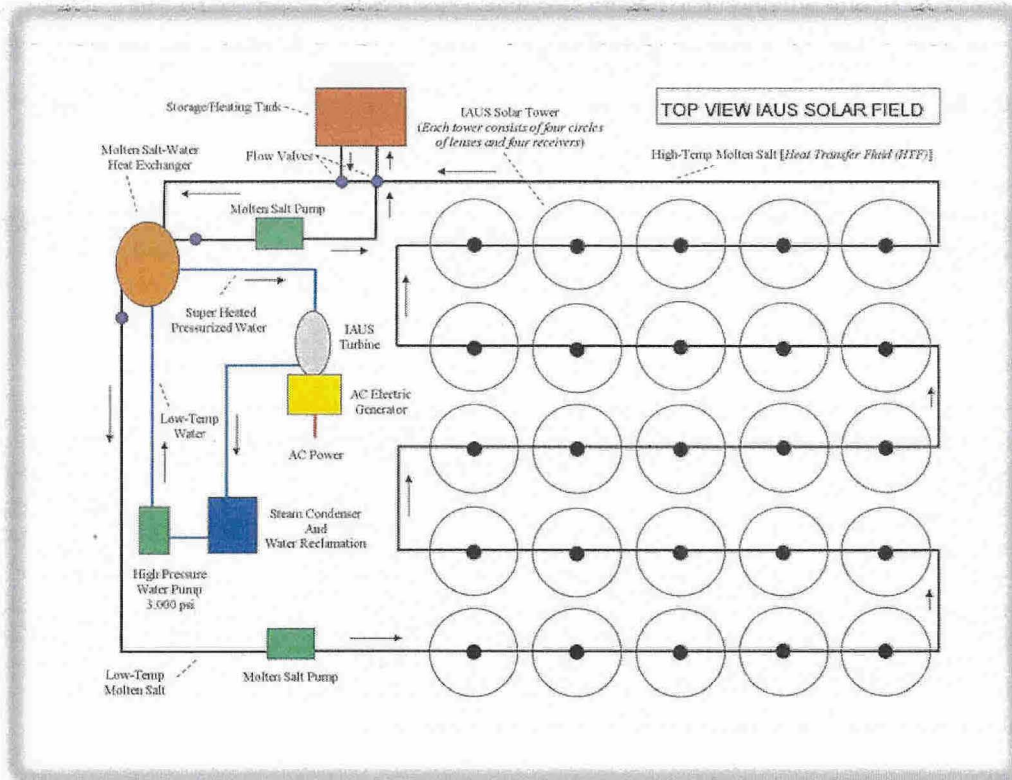 TOP VIEW IAUS SOLAR FIELD
Storage/Heating Tank
IAUS Solar Tower
(Each tower consists of four circles
of lenses and four receivers)
Molten Salt-Water
Heat Exchanger
Flow Valves
High-Temp Molten Salt [Heat Transfer Fluid (HTF)]
Molten Salt Pump
Super Heated
Pressurized Water
IAUS
Turbine
AC Electric
Generator
Low-Temp
Water
AC Power
Steam Condenser
And
Water Reclamation
High Pressure
Water Pump
3,000 psi
Low-Temp
Molten Salt
Molten Salt Pump